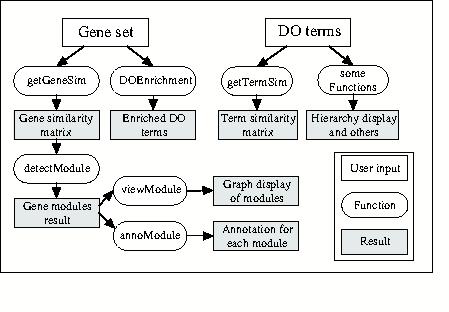 Gene set
DO terms
getGeneSim
DOEnrichment
getTermSim
some
Functions
Gene similarity
matrix
Enriched DO
terms
Term similarity
matrix
Hierarchy display
and others
detectModule
User input
viewModule
Graph display
of modules
Gene modules
result
Function
annoModule
Annotation for
each module
Result